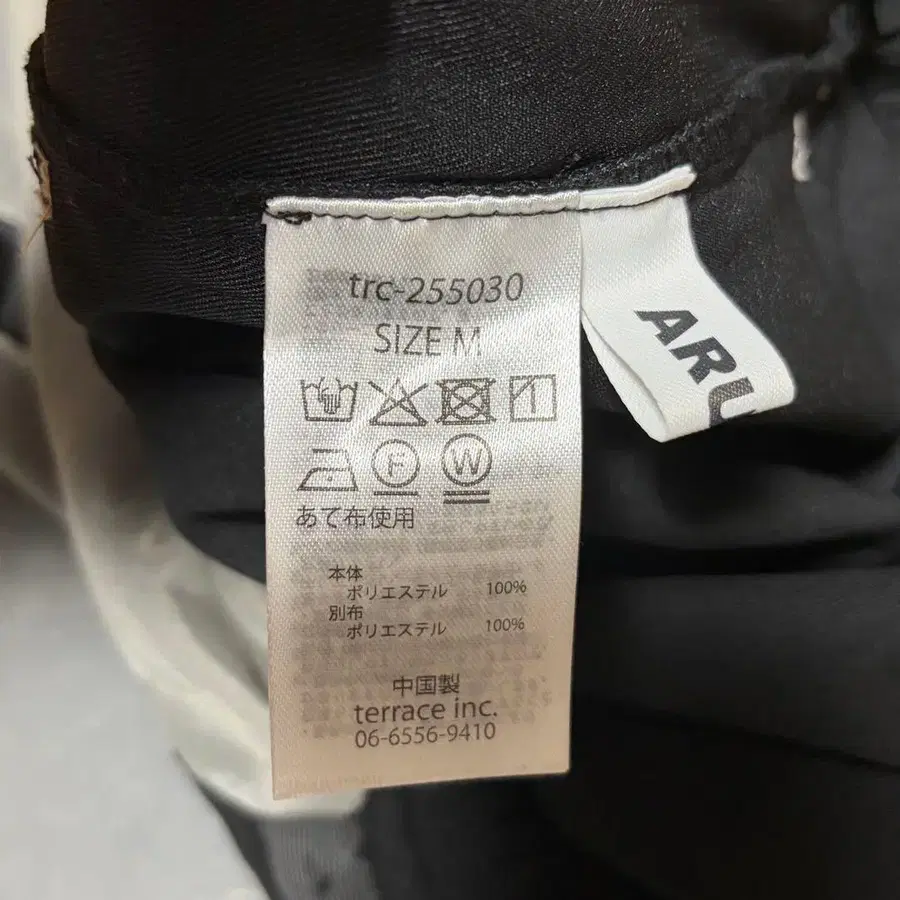 trc-255030
SIZE M
F W
あて布使用
本体
ポリエステル 100%
別布
ポリエステル 100%
中国製
terrace inc.
06-6556-9410
ARU